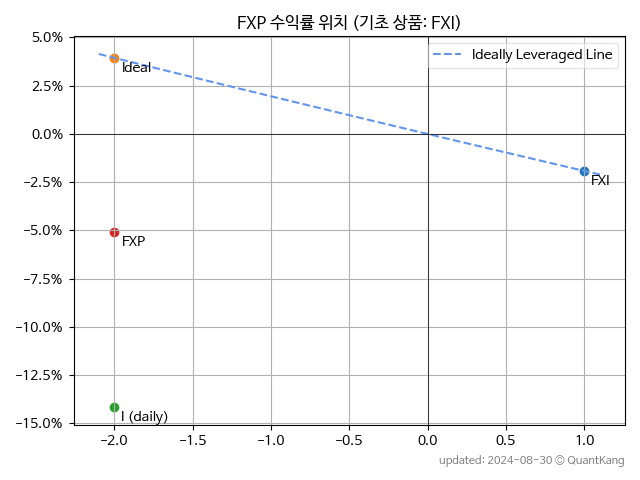 FXP 수익률 위치 (기초 상품: FXI)
5.0%
2.5%
0.0%
−2.5%
−5.0%
−7.5%
−10.0%
−12.5%
−15.0%
Ideally Leveraged Line
Ideal
FXI
FXP
I (daily)
−2.0 −1.5 −1.0 −0.5 0.0 0.5 1.0
updated: 2024-08-30 © QuantKang